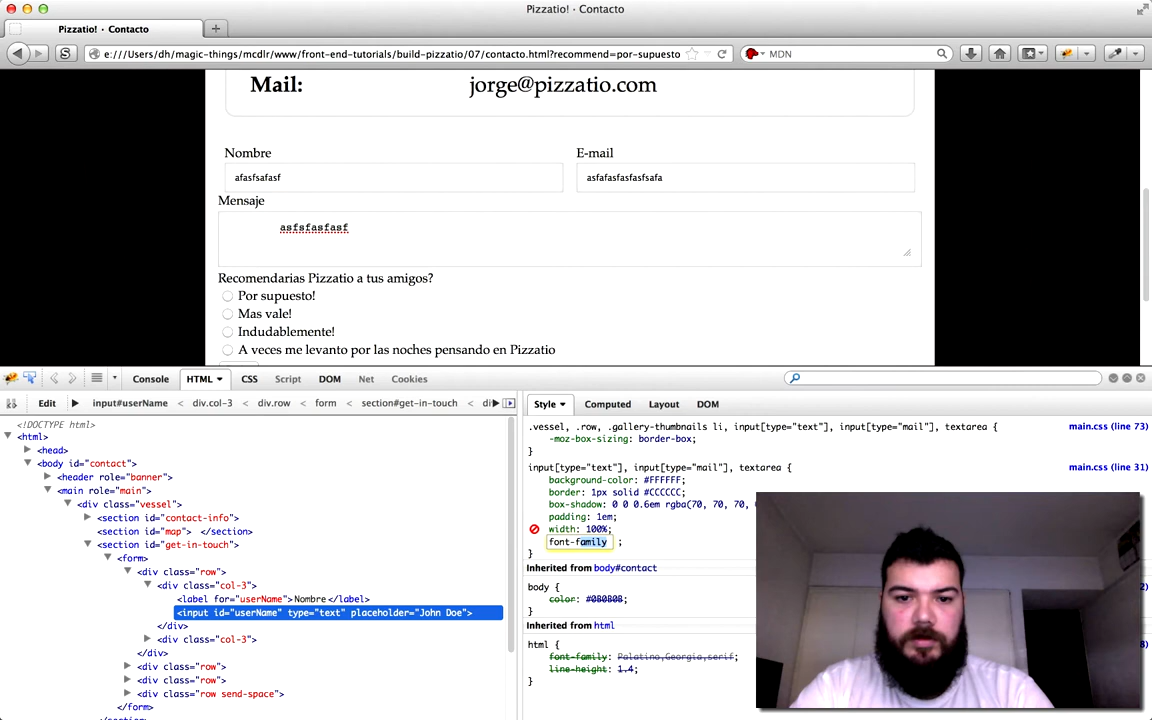 Pizzatio! · Contacto
Pizzatio! · Contacto
e:///Users/dh/magic-things/mcdlr/www/front-end-tutorials/build-pizzatio/07/contacto.html?recommend=por-supuesto
MDN
Mail: jorge@pizzatio.com
Nombre E-mail
afasfsafasf asfafasfasfasfsafa
Mensaje
asfsfasfasf
Recomendarias Pizzatio a tus amigos?
Por supuesto!
Mas vale!
Indudablemente!
A veces me levanto por las noches pensando en Pizzatio
Console HTML CSS Script DOM Net Cookies
Edit input#userName < div.col-3 < div.row < form < section#get-in-touch < di
Style Computed Layout DOM
<!DOCTYPE html>
<html>
<head>
<body id="contact">
<header role="banner">
<main role="main">
<div class="vessel">
<section id="contact-info">
<section id="map"> </section>
<section id="get-in-touch">
<form>
<div class="row">
<div class="col-3">
<label for="userName">Nombre</label>
<input id="userName" type="text" placeholder="John Doe">
</div>
<div class="col-3">
</div>
<div class="row">
<div class="row">
<div class="row send-space">
</form>
.vessel, .row, .gallery-thumbnails li, input[type="text"], input[type="mail"], textarea { main.css (line 73)
-moz-box-sizing: border-box;
}
input[type="text"], input[type="mail"], textarea { main.css (line 31)
background-color: #FFFFFF;
border: 1px solid #CCCCCC;
box-shadow: 0 0 0.6em rgba(70, 70, 70,
padding: 1em;
width: 100%;
font-family ;
}
Inherited from body#contact
body { 2)
color: #0B0B0B;
}
Inherited from html
html { 8)
font-family: Palatino,Georgia,serif;
line-height: 1.4;
}